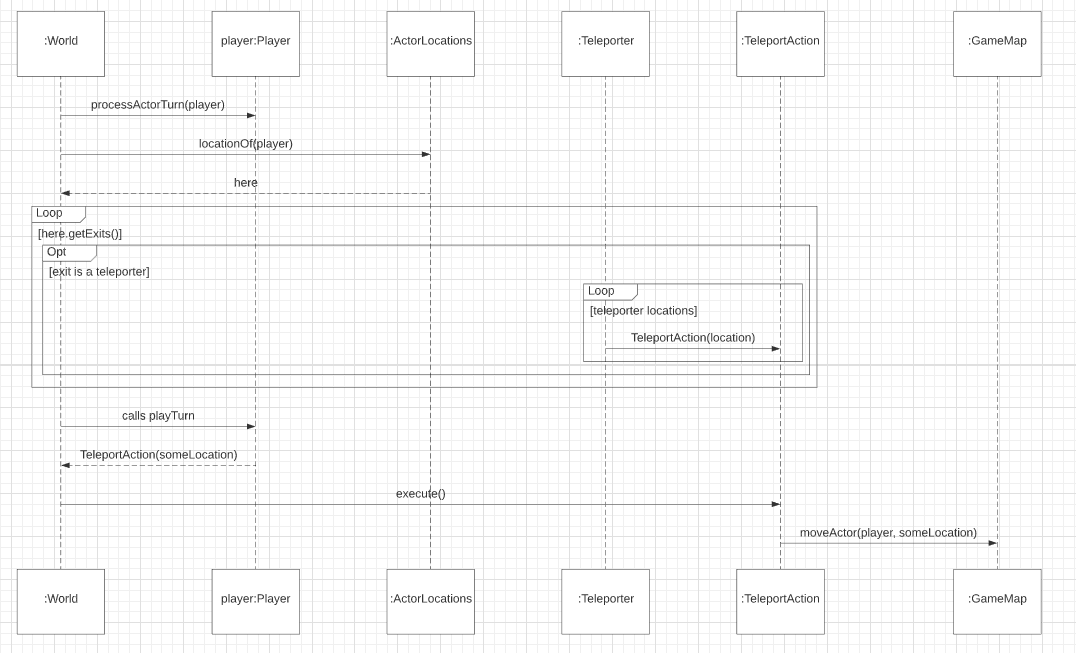 :World
player:Player
:ActorLocations
:Teleporter
:TeleportAction
:GameMap
processActorTurn(player)
locationOf(player)
here
Loop
[here.getExits()]
Opt
[exit is a teleporter]
Loop
[teleporter locations]
TeleportAction(location)
calls playTurn
TeleportAction(someLocation)
execute()
moveActor(player, someLocation)
:World
player:Player
:ActorLocations
:Teleporter
:TeleportAction
:GameMap